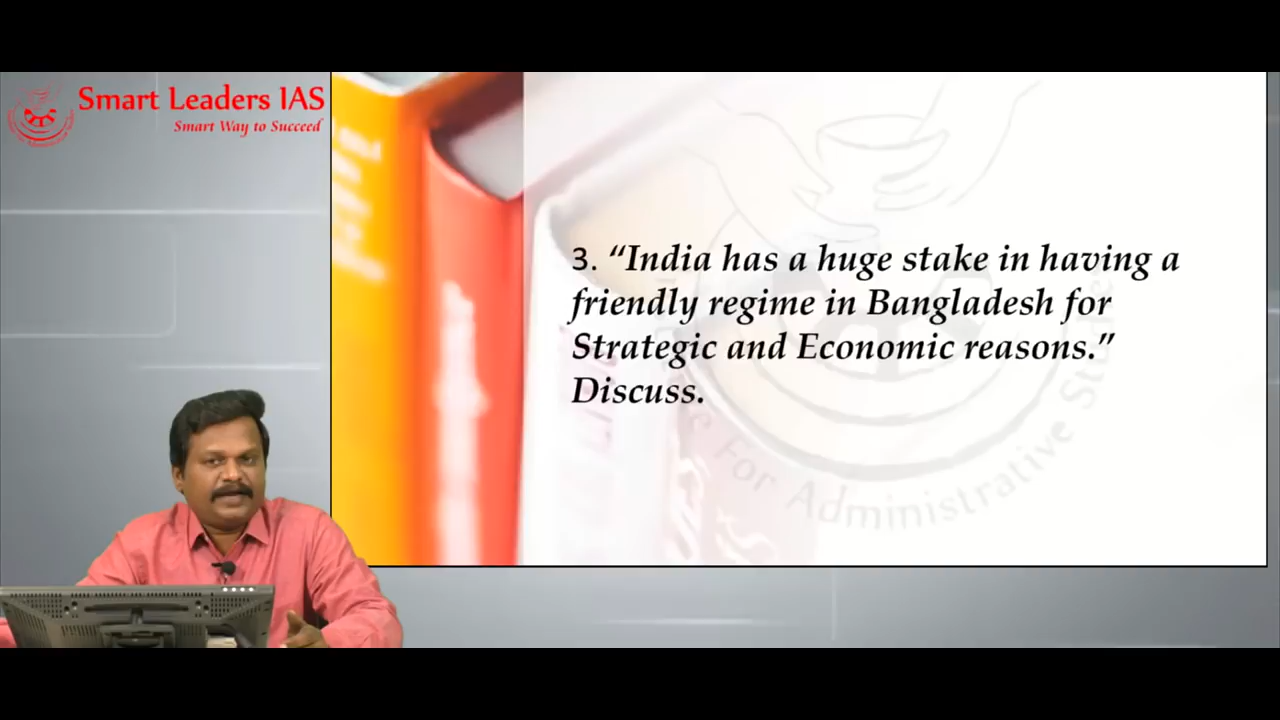 Smart Leaders IAS
Smart Way to Succeed
3. “India has a huge stake in having a
friendly regime in Bangladesh for
Strategic and Economic reasons.”
Discuss.
For Administrative